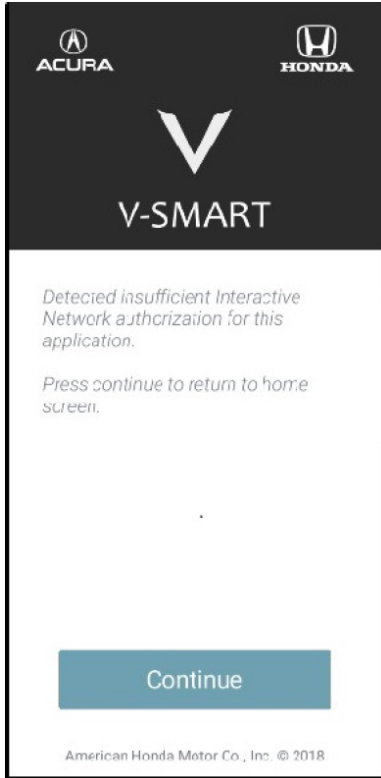 ACURA
HONDA
V-SMART
Detected insufficient Interactive
Network authorization for this
application.
Press continue to return to home
screen.
Continue
American Honda Motor Co., Inc. © 2018